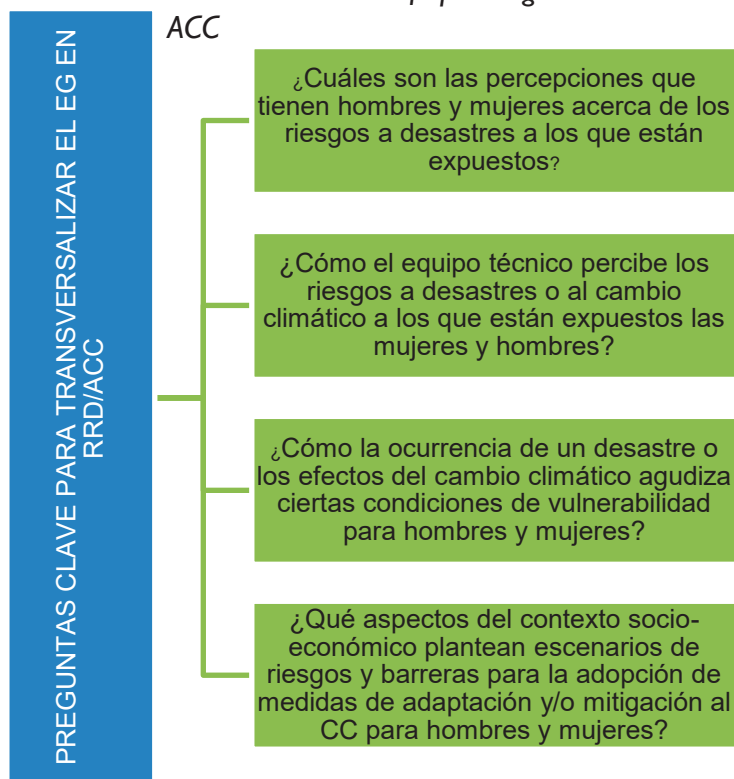 ACC
PREGUNTAS CLAVE PARA TRANSVERSALIZAR EL EG EN
RRD/ACC
¿Cuáles son las percepciones que
tienen hombres y mujeres acerca de los
riesgos a desastres a los que están
expuestos?
¿Cómo el equipo técnico percibe los
riesgos a desastres o al cambio
climático a los que están expuestos las
mujeres y hombres?
¿Cómo la ocurrencia de un desastre o
los efectos del cambio climático agudiza
ciertas condiciones de vulnerabilidad
para hombres y mujeres?
¿Qué aspectos del contexto socio-
económico plantean escenarios de
riesgos y barreras para la adopción de
medidas de adaptación y/o mitigación al
CC para hombres y mujeres?